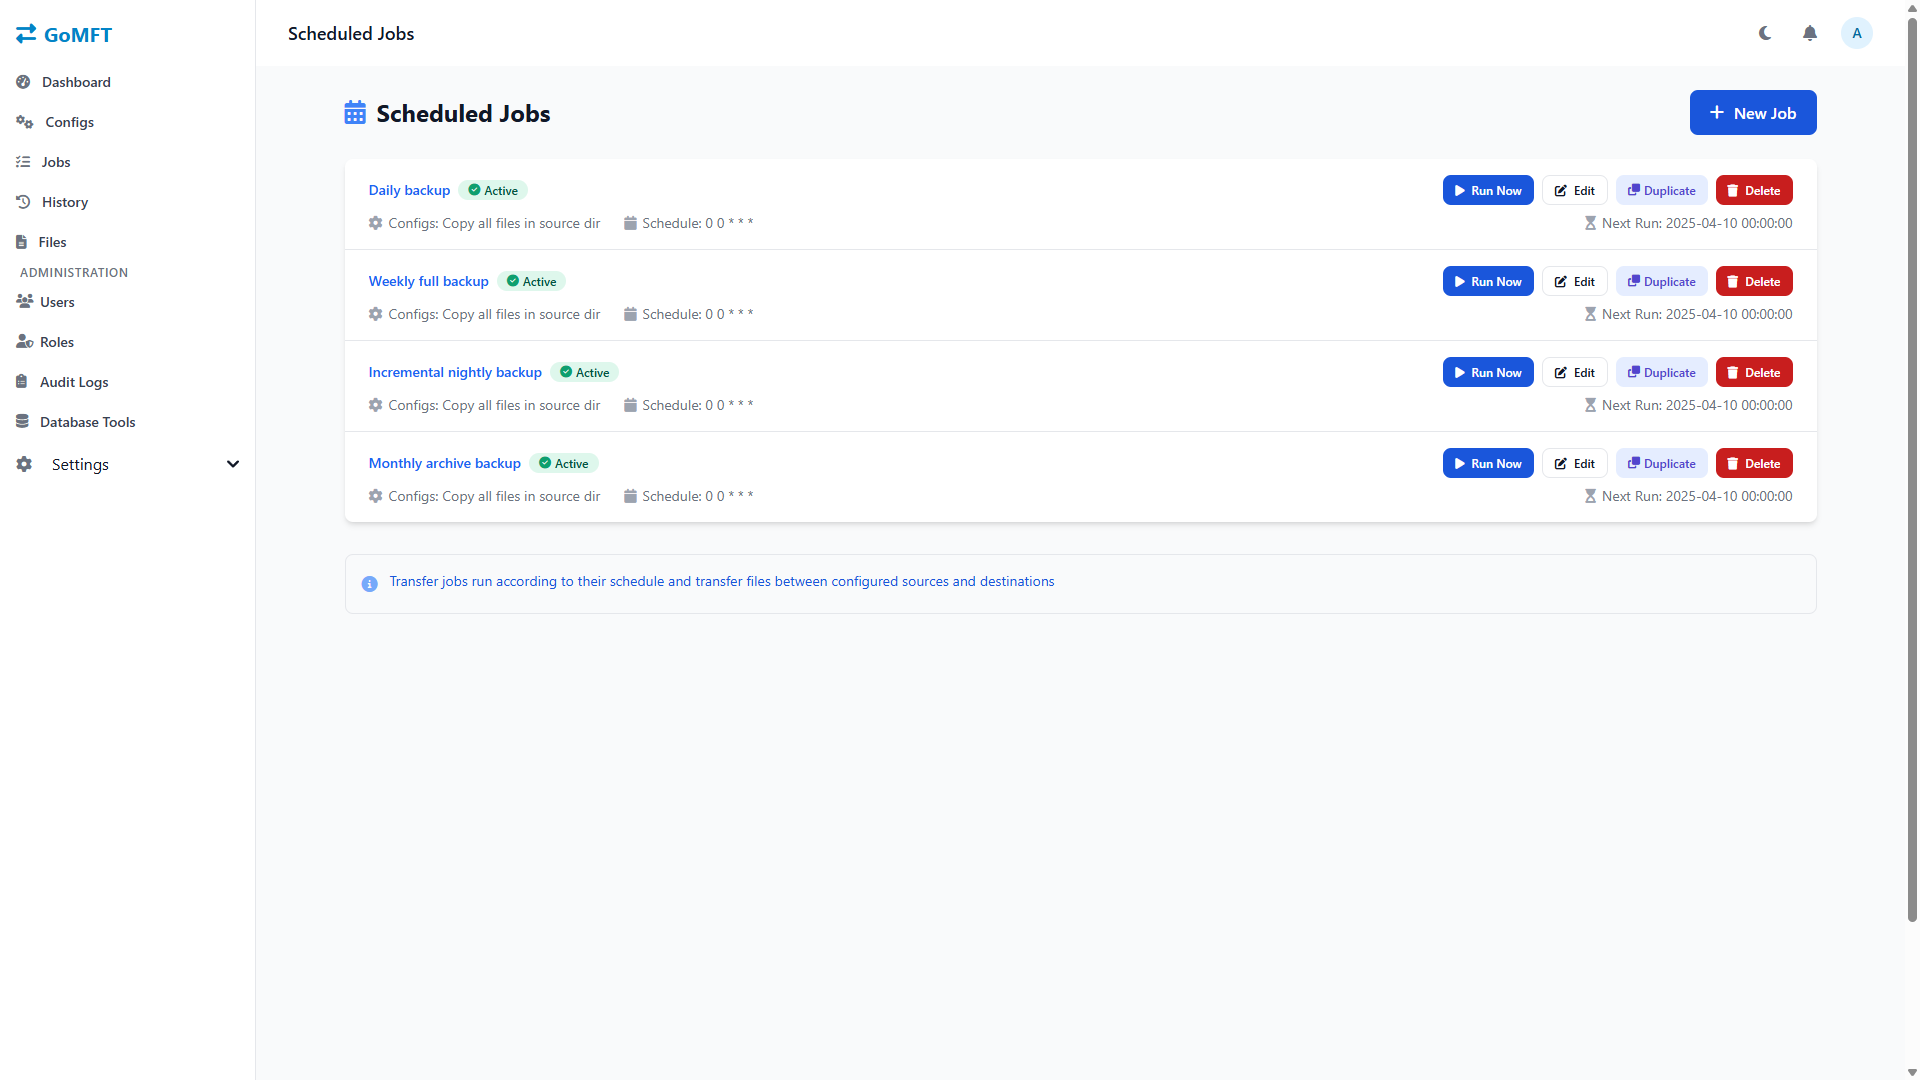 GoMFT
Dashboard
Configs
Jobs
History
Files
ADMINISTRATION
Users
Roles
Audit Logs
Database Tools
Settings
Scheduled Jobs
A
Scheduled Jobs
New Job
Daily backup Active Run Now Edit Duplicate Delete
Configs: Copy all files in source dir Schedule: 0 0 * * * Next Run: 2025-04-10 00:00:00
Weekly full backup Active Run Now Edit Duplicate Delete
Configs: Copy all files in source dir Schedule: 0 0 * * * Next Run: 2025-04-10 00:00:00
Incremental nightly backup Active Run Now Edit Duplicate Delete
Configs: Copy all files in source dir Schedule: 0 0 * * * Next Run: 2025-04-10 00:00:00
Monthly archive backup Active Run Now Edit Duplicate Delete
Configs: Copy all files in source dir Schedule: 0 0 * * * Next Run: 2025-04-10 00:00:00
Transfer jobs run according to their schedule and transfer files between configured sources and destinations